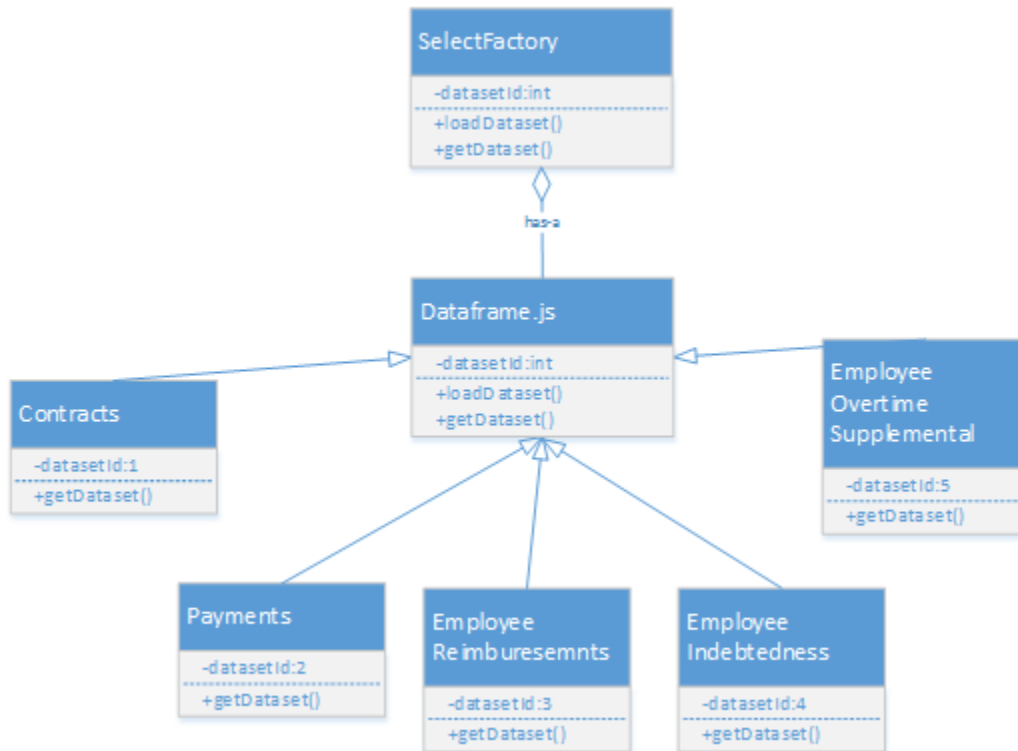 SelectFactory
-datasetId:int
+loadDataset()
+getDataset()
has-a
Dataframe.js
-datasetId:int
+loadDataset()
+getDataset()
Contracts
-datasetId:1
+getDataset()
Employee
Overtime
Supplemental
-datasetId:5
+getDataset()
Payments
-datasetId:2
+getDataset()
Employee
Reimburesemnts
-datasetId:3
+getDataset()
Employee
Indebtedness
-datasetId:4
+getDataset()